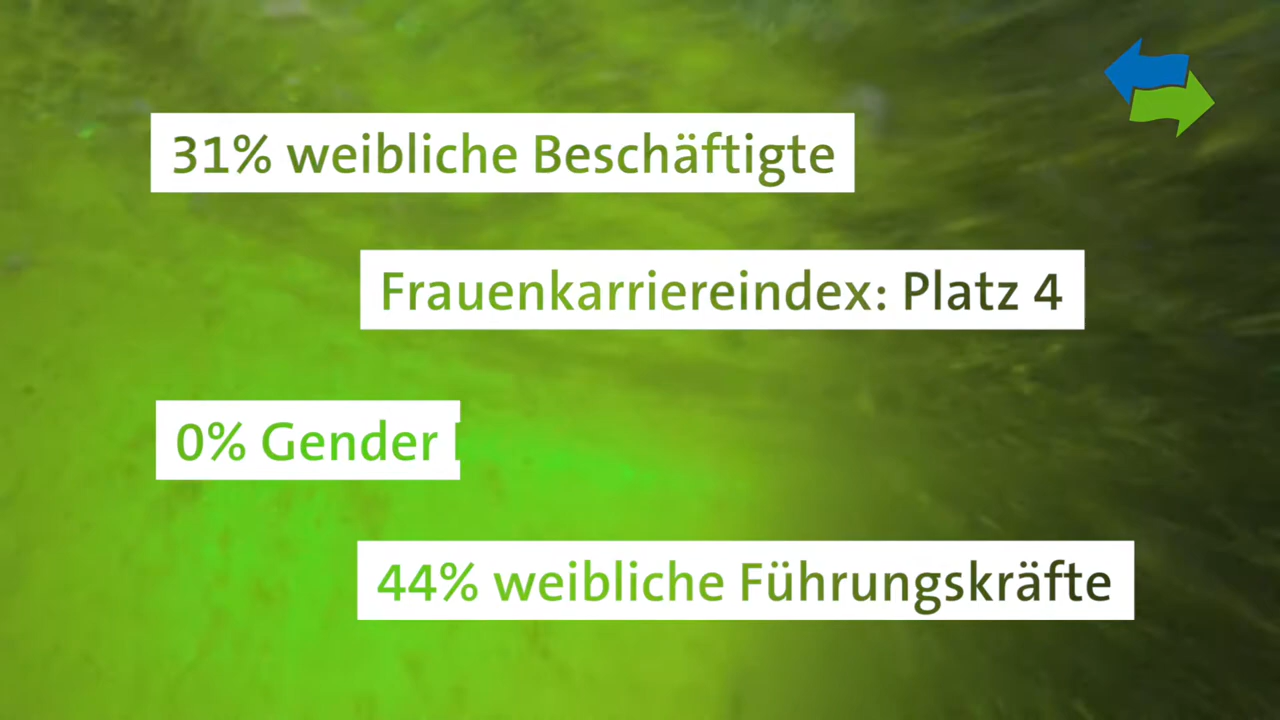 31% weibliche Beschäftigte
Frauenkarriereindex: Platz 4
0% Gender
44% weibliche Führungskräfte